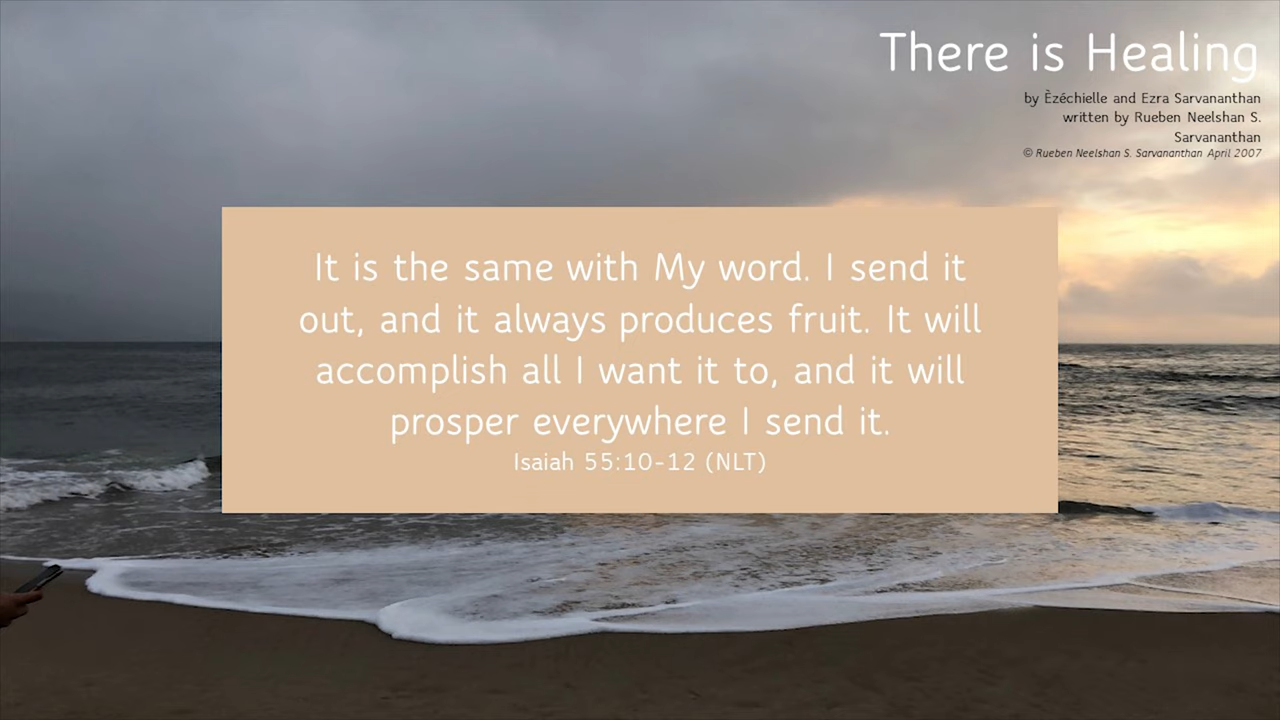 There is Healing
by Èzéchielle and Ezra Sarvananthan
written by Rueben Neelshan S.
Sarvananthan
© Rueben Neelshan S. Sarvananthan April 2007
It is the same with My word. I send it
out, and it always produces fruit. It will
accomplish all I want it to, and it will
prosper everywhere I send it.
Isaiah 55:10-12 (NLT)